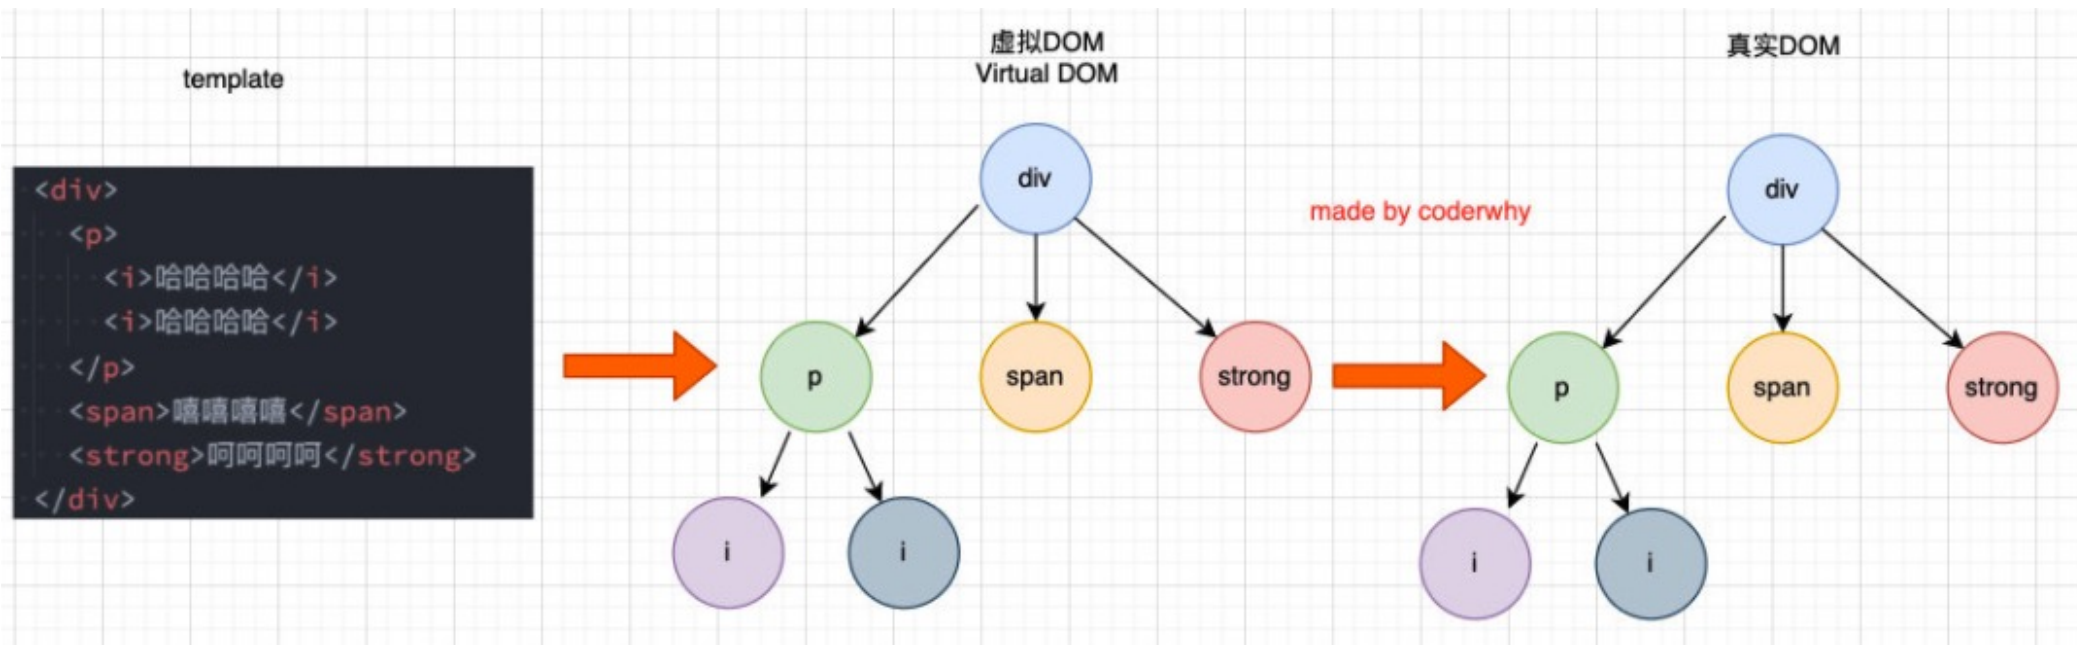 template
<div>
<p>
<i>哈哈哈哈</i>
<i>哈哈哈哈</i>
</p>
<span>嘻嘻嘻嘻</span>
<strong>呵呵呵呵</strong>
</div>
虚拟DOM
Virtual DOM
div
p
span
strong
i
i
made by coderwhy
真实DOM
div
p
span
strong
i
i